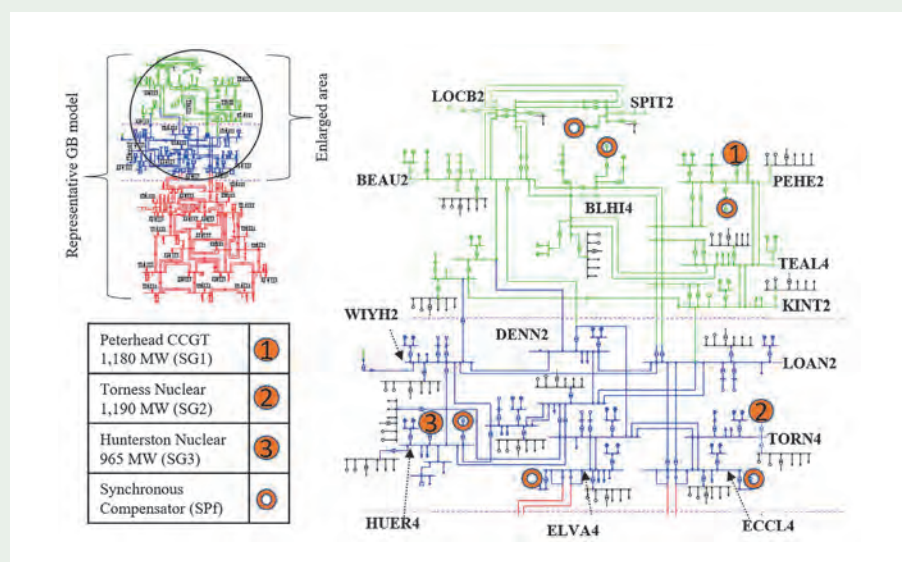 Representative GB model
Enlarged area
LOCB2
SPIT2
1
BEAU2
PEHE2
BLHI4
TEAL4
KINT2
WIYH2
DENN2
LOAN2
3
2
TORN4
HUER4
ELVA4
ECCL4
Peterhead CCGT
1,180 MW (SG1)
1
Torness Nuclear
1,190 MW (SG2)
2
Hunterston Nuclear
965 MW (SG3)
3
Synchronous
Compensator (SPf)